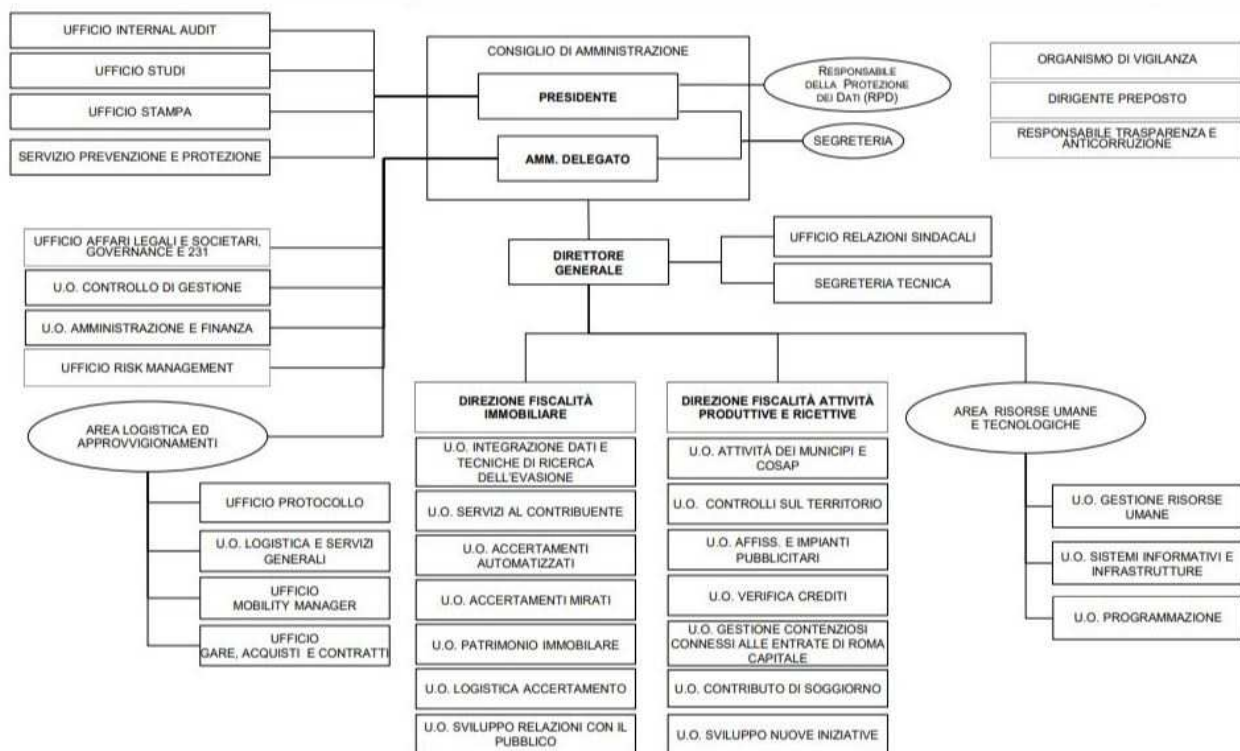 UFFICIO INTERNAL AUDIT
UFFICIO STUDI
UFFICIO STAMPA
SERVIZIO PREVENZIONE E PROTEZIONE
CONSIGLIO DI AMMINISTRAZIONE
PRESIDENTE
AMM. DELEGATO
RESPONSABILE
DELLA PROTEZIONE
DEI DATI (RPD)
SEGRETERIA
ORGANISMO DI VIGILANZA
DIRIGENTE PREPOSTO
RESPONSABILE TRASPARENZA E
ANTICORRUZIONE
UFFICIO AFFARI LEGALI E SOCIETARI,
GOVERNANCE E 231
U.O. CONTROLLO DI GESTIONE
U.O. AMMINISTRAZIONE E FINANZA
UFFICIO RISK MANAGEMENT
DIRETTORE
GENERALE
UFFICIO RELAZIONI SINDACALI
SEGRETERIA TECNICA
AREA LOGISTICA ED
APPROVVIGIONAMENTI
UFFICIO PROTOCOLLO
U.O. LOGISTICA E SERVIZI
GENERALI
UFFICIO
MOBILITY MANAGER
UFFICIO
GARE, ACQUISTI E CONTRATTI
DIREZIONE FISCALITÀ
IMMOBILIARE
U.O. INTEGRAZIONE DATI E
TECNICHE DI RICERCA
DELL'EVASIONE
U.O. SERVIZI AL CONTRIBUENTE
U.O. ACCERTAMENTI
AUTOMATIZZATI
U.O. ACCERTAMENTI MIRATI
U.O. PATRIMONIO IMMOBILARE
U.O. LOGISTICA ACCERTAMENTO
U.O. SVILUPPO RELAZIONI CON IL
PUBBLICO
DIREZIONE FISCALITÀ ATTIVITÀ
PRODUTTIVE E RICETTIVE
U.O. ATTIVITÀ DEI MUNICIPI E
COSAP
U.O. CONTROLLI SUL TERRITORIO
U.O. AFFISS. E IMPIANTI
PUBBLICITARI
U.O. VERIFICA CREDITI
U.O. GESTIONE CONTENZIOSI
CONNESSI ALLE ENTRATE DI ROMA
CAPITALE
U.O. CONTRIBUTO DI SOGGIORNO
U.O. SVILUPPO NUOVE INIZIATIVE
AREA RISORSE UMANE
E TECNOLOGICHE
U.O. GESTIONE RISORSE
UMANE
U.O. SISTEMI INFORMATIVI E
INFRASTRUTTURE
U.O. PROGRAMMAZIONE